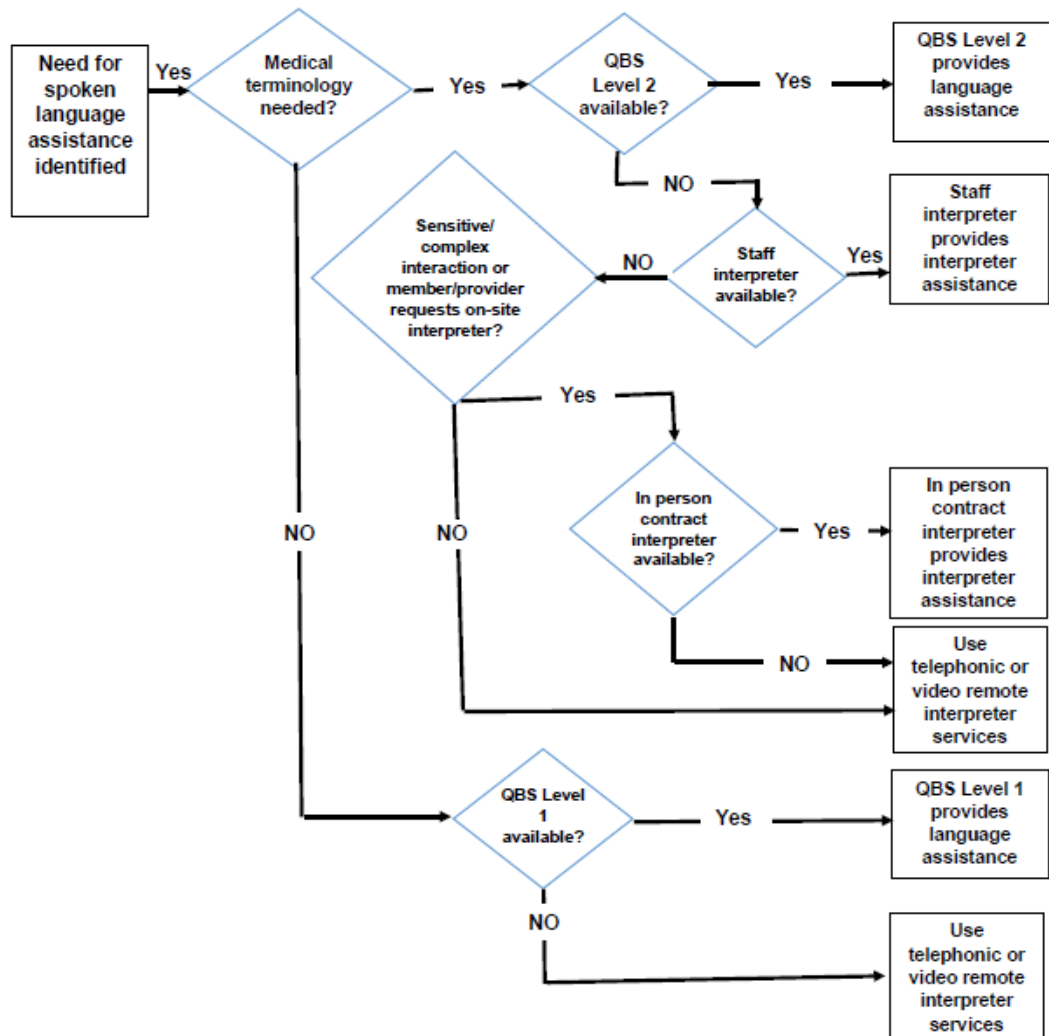 Need for
spoken
language
assistance
identified
Yes
Medical
terminology
needed?
Yes
QBS
Level 2
available?
Yes
QBS Level 2
provides
language
assistance
NO
Staff
interpreter
available?
Yes
Staff
interpreter
provides
interpreter
assistance
NO
Sensitive/
complex
interaction or
member/provider
requests on-site
interpreter?
Yes
In person
contract
interpreter
available?
Yes
In person
contract
interpreter
provides
interpreter
assistance
NO
NO
NO
Use
telephonic or
video remote
interpreter
services
QBS Level
1
available?
Yes
QBS Level 1
provides
language
assistance
NO
Use
telephonic or
video remote
interpreter
services